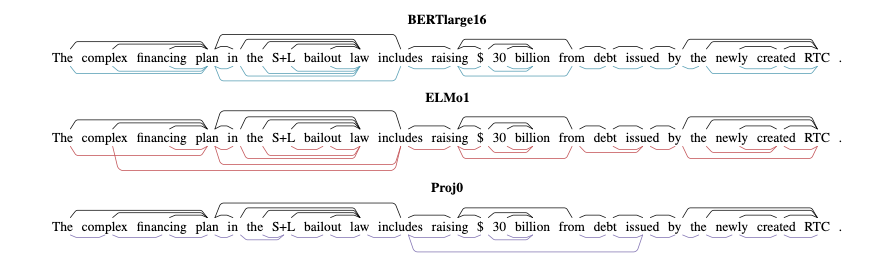 BERTlarge16
The complex financing plan in the S+L bailout law includes raising $ 30 billion from debt issued by the newly created RTC .
ELMo1
The complex financing plan in the S+L bailout law includes raising $ 30 billion from debt issued by the newly created RTC .
Proj0
The complex financing plan in the S+L bailout law includes raising $ 30 billion from debt issued by the newly created RTC .